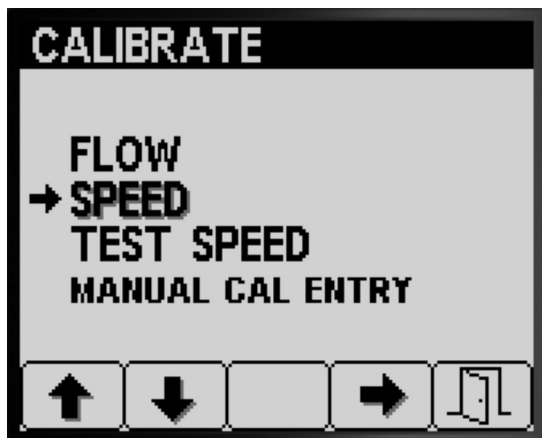 CALIBRATE
FLOW
SPEED
TEST SPEED
MANUAL CAL ENTRY